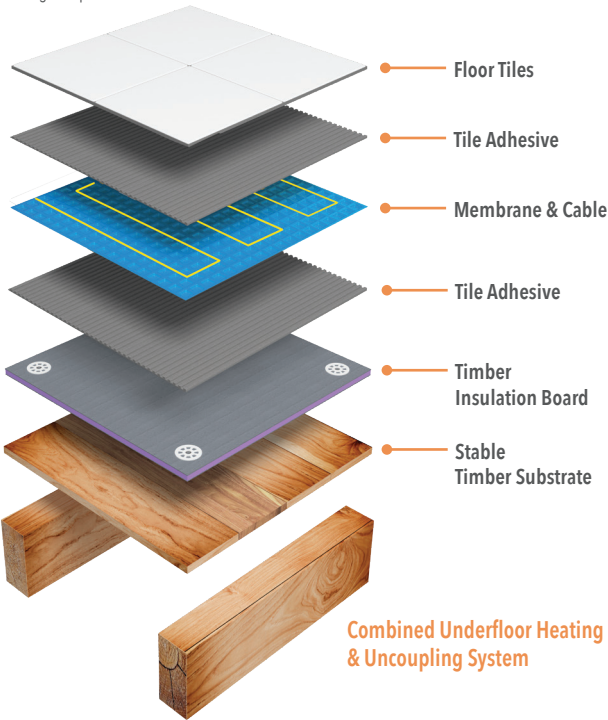 Floor Tiles
Tile Adhesive
Membrane & Cable
Tile Adhesive
Timber
Insulation Board
Stable
Timber Substrate
Combined Underfloor Heating
& Uncoupling System